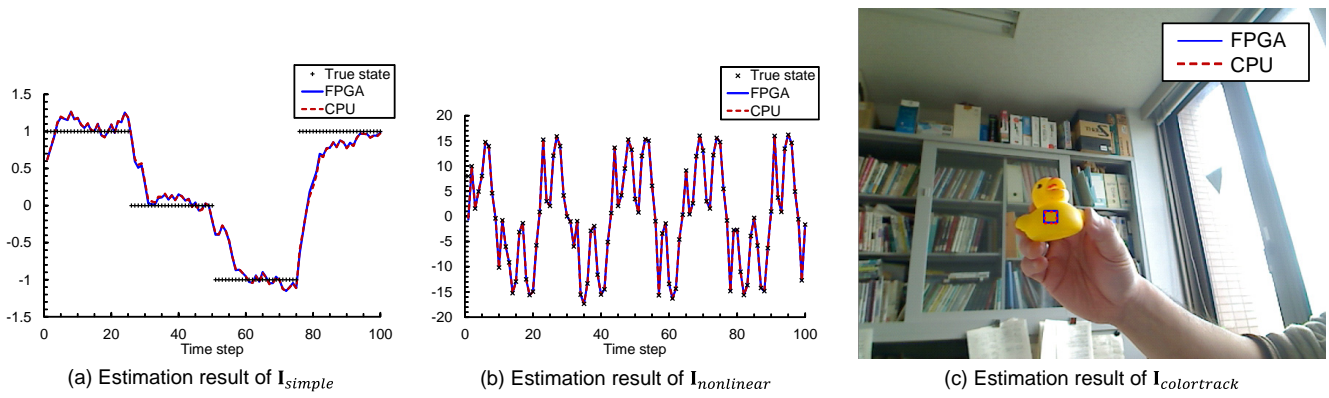 True state
FPGA
CPU
1.5
1
0.5
0
-0.5
-1
-1.5
0 20 40 60 80 100
Time step
(a) Estimation result of I_simple
True state
FPGA
CPU
20
15
10
5
0
-5
-10
-15
-20
0 20 40 60 80 100
Time step
(b) Estimation result of I_nonlinear
FPGA
CPU
(c) Estimation result of I_colortrack